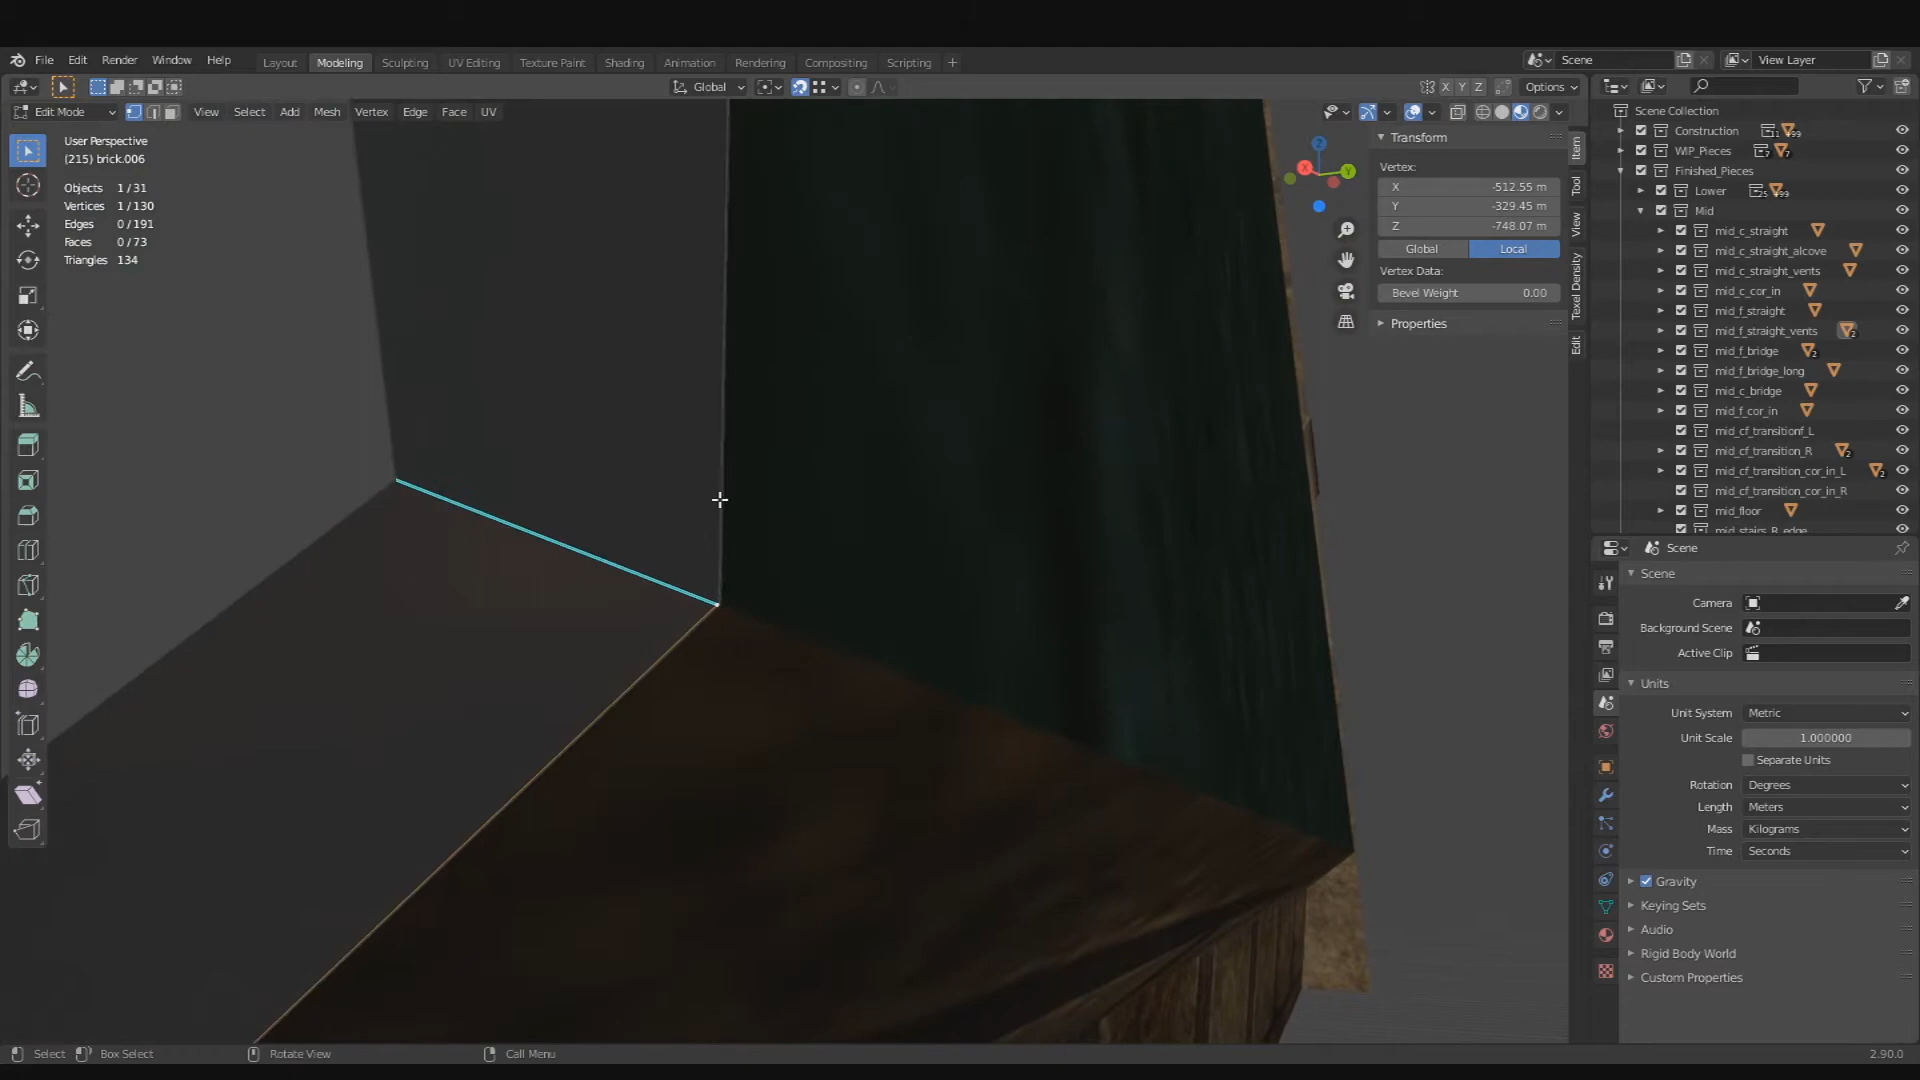 File Edit Render Window Help
Layout Modeling Sculpting UV Editing Texture Paint Shading Animation Rendering Compositing Scripting +
Scene
View Layer
Global
X Y Z Options
Edit Mode View Select Add Mesh Vertex Edge Face UV
User Perspective
(215) brick.006
Objects 1 / 31
Vertices 1 / 130
Edges 0 / 191
Faces 0 / 73
Triangles 134
Z
X
Y
Transform
Vertex:
X -512.55 m
Y -329.45 m
Z -748.07 m
Global Local
Vertex Data:
Bevel Weight 0.00
Properties
Item
Tool
View
Texel Density
Edit
Scene Collection
Construction
WIP_Pieces
Finished_Pieces
Lower
Mid
mid_c_straight
mid_c_straight_alcove
mid_c_straight_vents
mid_c_cor_in
mid_f_straight
mid_f_straight_vents
mid_f_bridge
mid_f_bridge_long
mid_c_bridge
mid_f_cor_in
mid_cf_transitionf_L
mid_cf_transition_R
mid_cf_transition_cor_in_L
mid_cf_transition_cor_in_R
mid_floor
mid_stairs_R_edge
Scene
Scene
Camera
Background Scene
Active Clip
Units
Unit System Metric
Unit Scale 1.000000
Separate Units
Rotation Degrees
Length Meters
Mass Kilograms
Time Seconds
Gravity
Keying Sets
Audio
Rigid Body World
Custom Properties
Select Box Select Rotate View Call Menu 2.90.0